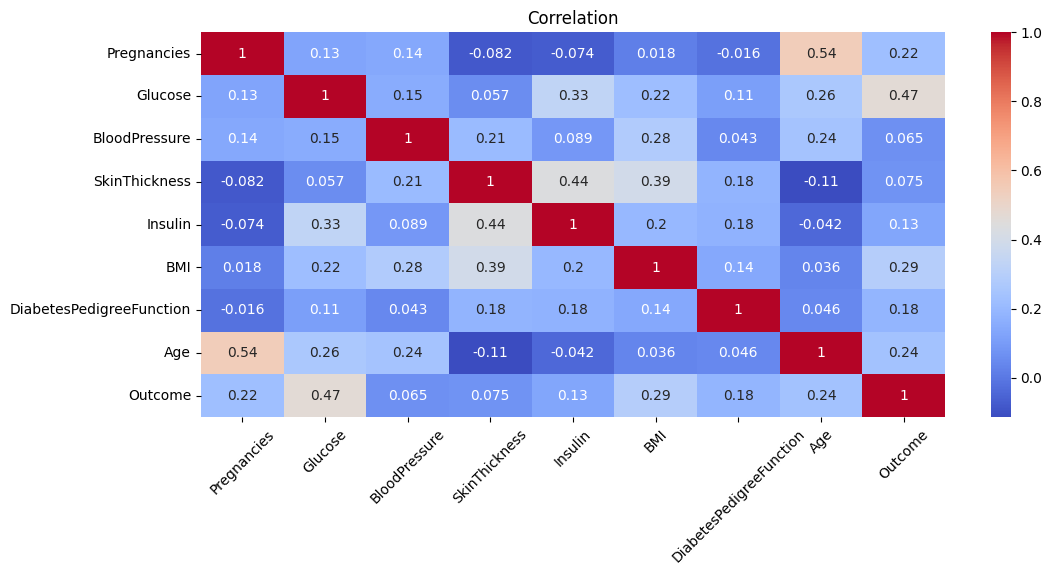 Correlation
Pregnancies 1 0.13 0.14 -0.082 -0.074 0.018 -0.016 0.54 0.22
Glucose 0.13 1 0.15 0.057 0.33 0.22 0.11 0.26 0.47
BloodPressure 0.14 0.15 1 0.21 0.089 0.28 0.043 0.24 0.065
SkinThickness -0.082 0.057 0.21 1 0.44 0.39 0.18 -0.11 0.075
Insulin -0.074 0.33 0.089 0.44 1 0.2 0.18 -0.042 0.13
BMI 0.018 0.22 0.28 0.39 0.2 1 0.14 0.036 0.29
DiabetesPedigreeFunction -0.016 0.11 0.043 0.18 0.18 0.14 1 0.046 0.18
Age 0.54 0.26 0.24 -0.11 -0.042 0.036 0.046 1 0.24
Outcome 0.22 0.47 0.065 0.075 0.13 0.29 0.18 0.24 1
Pregnancies Glucose BloodPressure SkinThickness Insulin BMI DiabetesPedigreeFunction Age Outcome
1.0
0.8
0.6
0.4
0.2
0.0